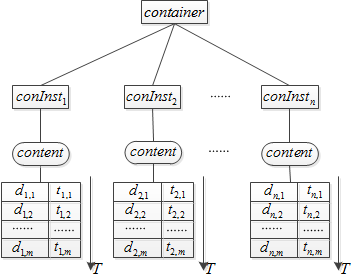 container
conInst₁ conInst₂ ...... conInstₙ
content content ...... content
d₁,₁ t₁,₁ d₂,₁ t₂,₁ dₙ,₁ tₙ,₁
d₁,₂ t₁,₂ d₂,₂ t₂,₂ dₙ,₂ tₙ,₂
...... ...... ...... ...... ...... ......
d₁,ₘ t₁,ₘ d₂,ₘ t₂,ₘ dₙ,ₘ tₙ,ₘ
T T T